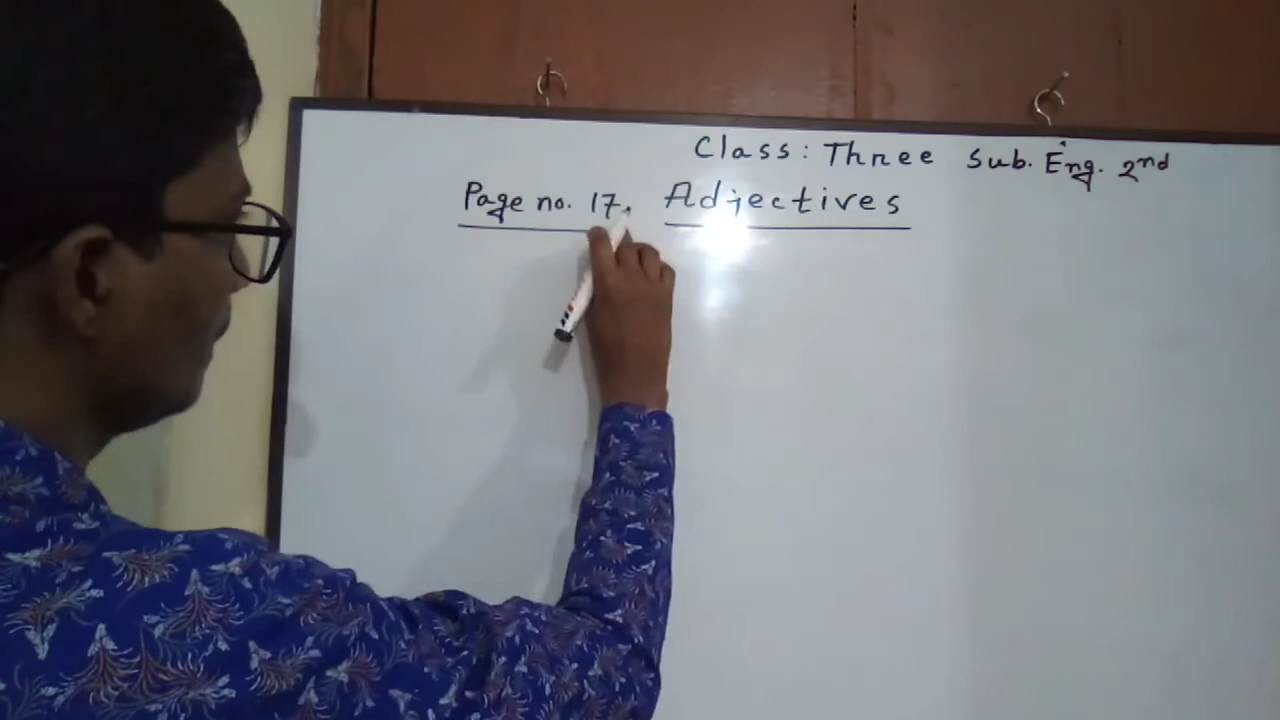 Class: Three Sub. Eng. 2nd
Page no. 17. Adjectives